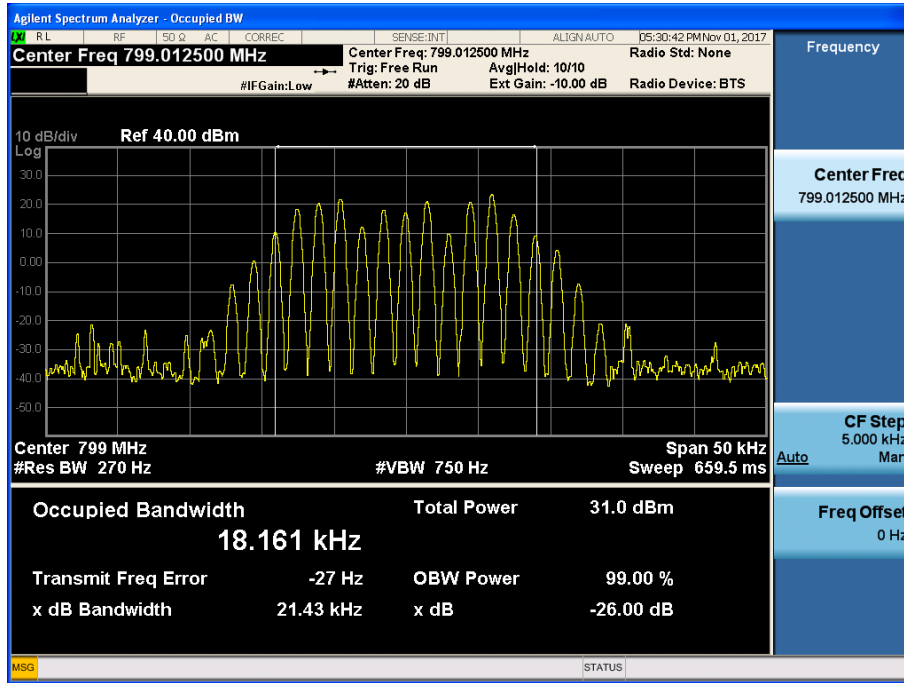 Agilent Spectrum Analyzer - Occupied BW
LXI RL RF 50 Ω AC CORREC SENSE:INT ALIGN AUTO 05:30:42 PM Nov 01, 2017
Center Freq 799.012500 MHz Center Freq: 799.012500 MHz Radio Std: None
Trig: Free Run Avg|Hold: 10/10
#IFGain:Low #Atten: 20 dB Ext Gain: -10.00 dB Radio Device: BTS
10 dB/div Ref 40.00 dBm
Log
30.0
20.0
10.0
0.00
-10.0
-20.0
-30.0
-40.0
-50.0
Center 799 MHz Span 50 kHz
#Res BW 270 Hz #VBW 750 Hz Sweep 659.5 ms
Occupied Bandwidth Total Power 31.0 dBm
18.161 kHz
Transmit Freq Error -27 Hz OBW Power 99.00 %
x dB Bandwidth 21.43 kHz x dB -26.00 dB
MSG STATUS
Frequency
Center Freq
799.012500 MHz
CF Step
5.000 kHz
Auto Man
Freq Offset
0 Hz